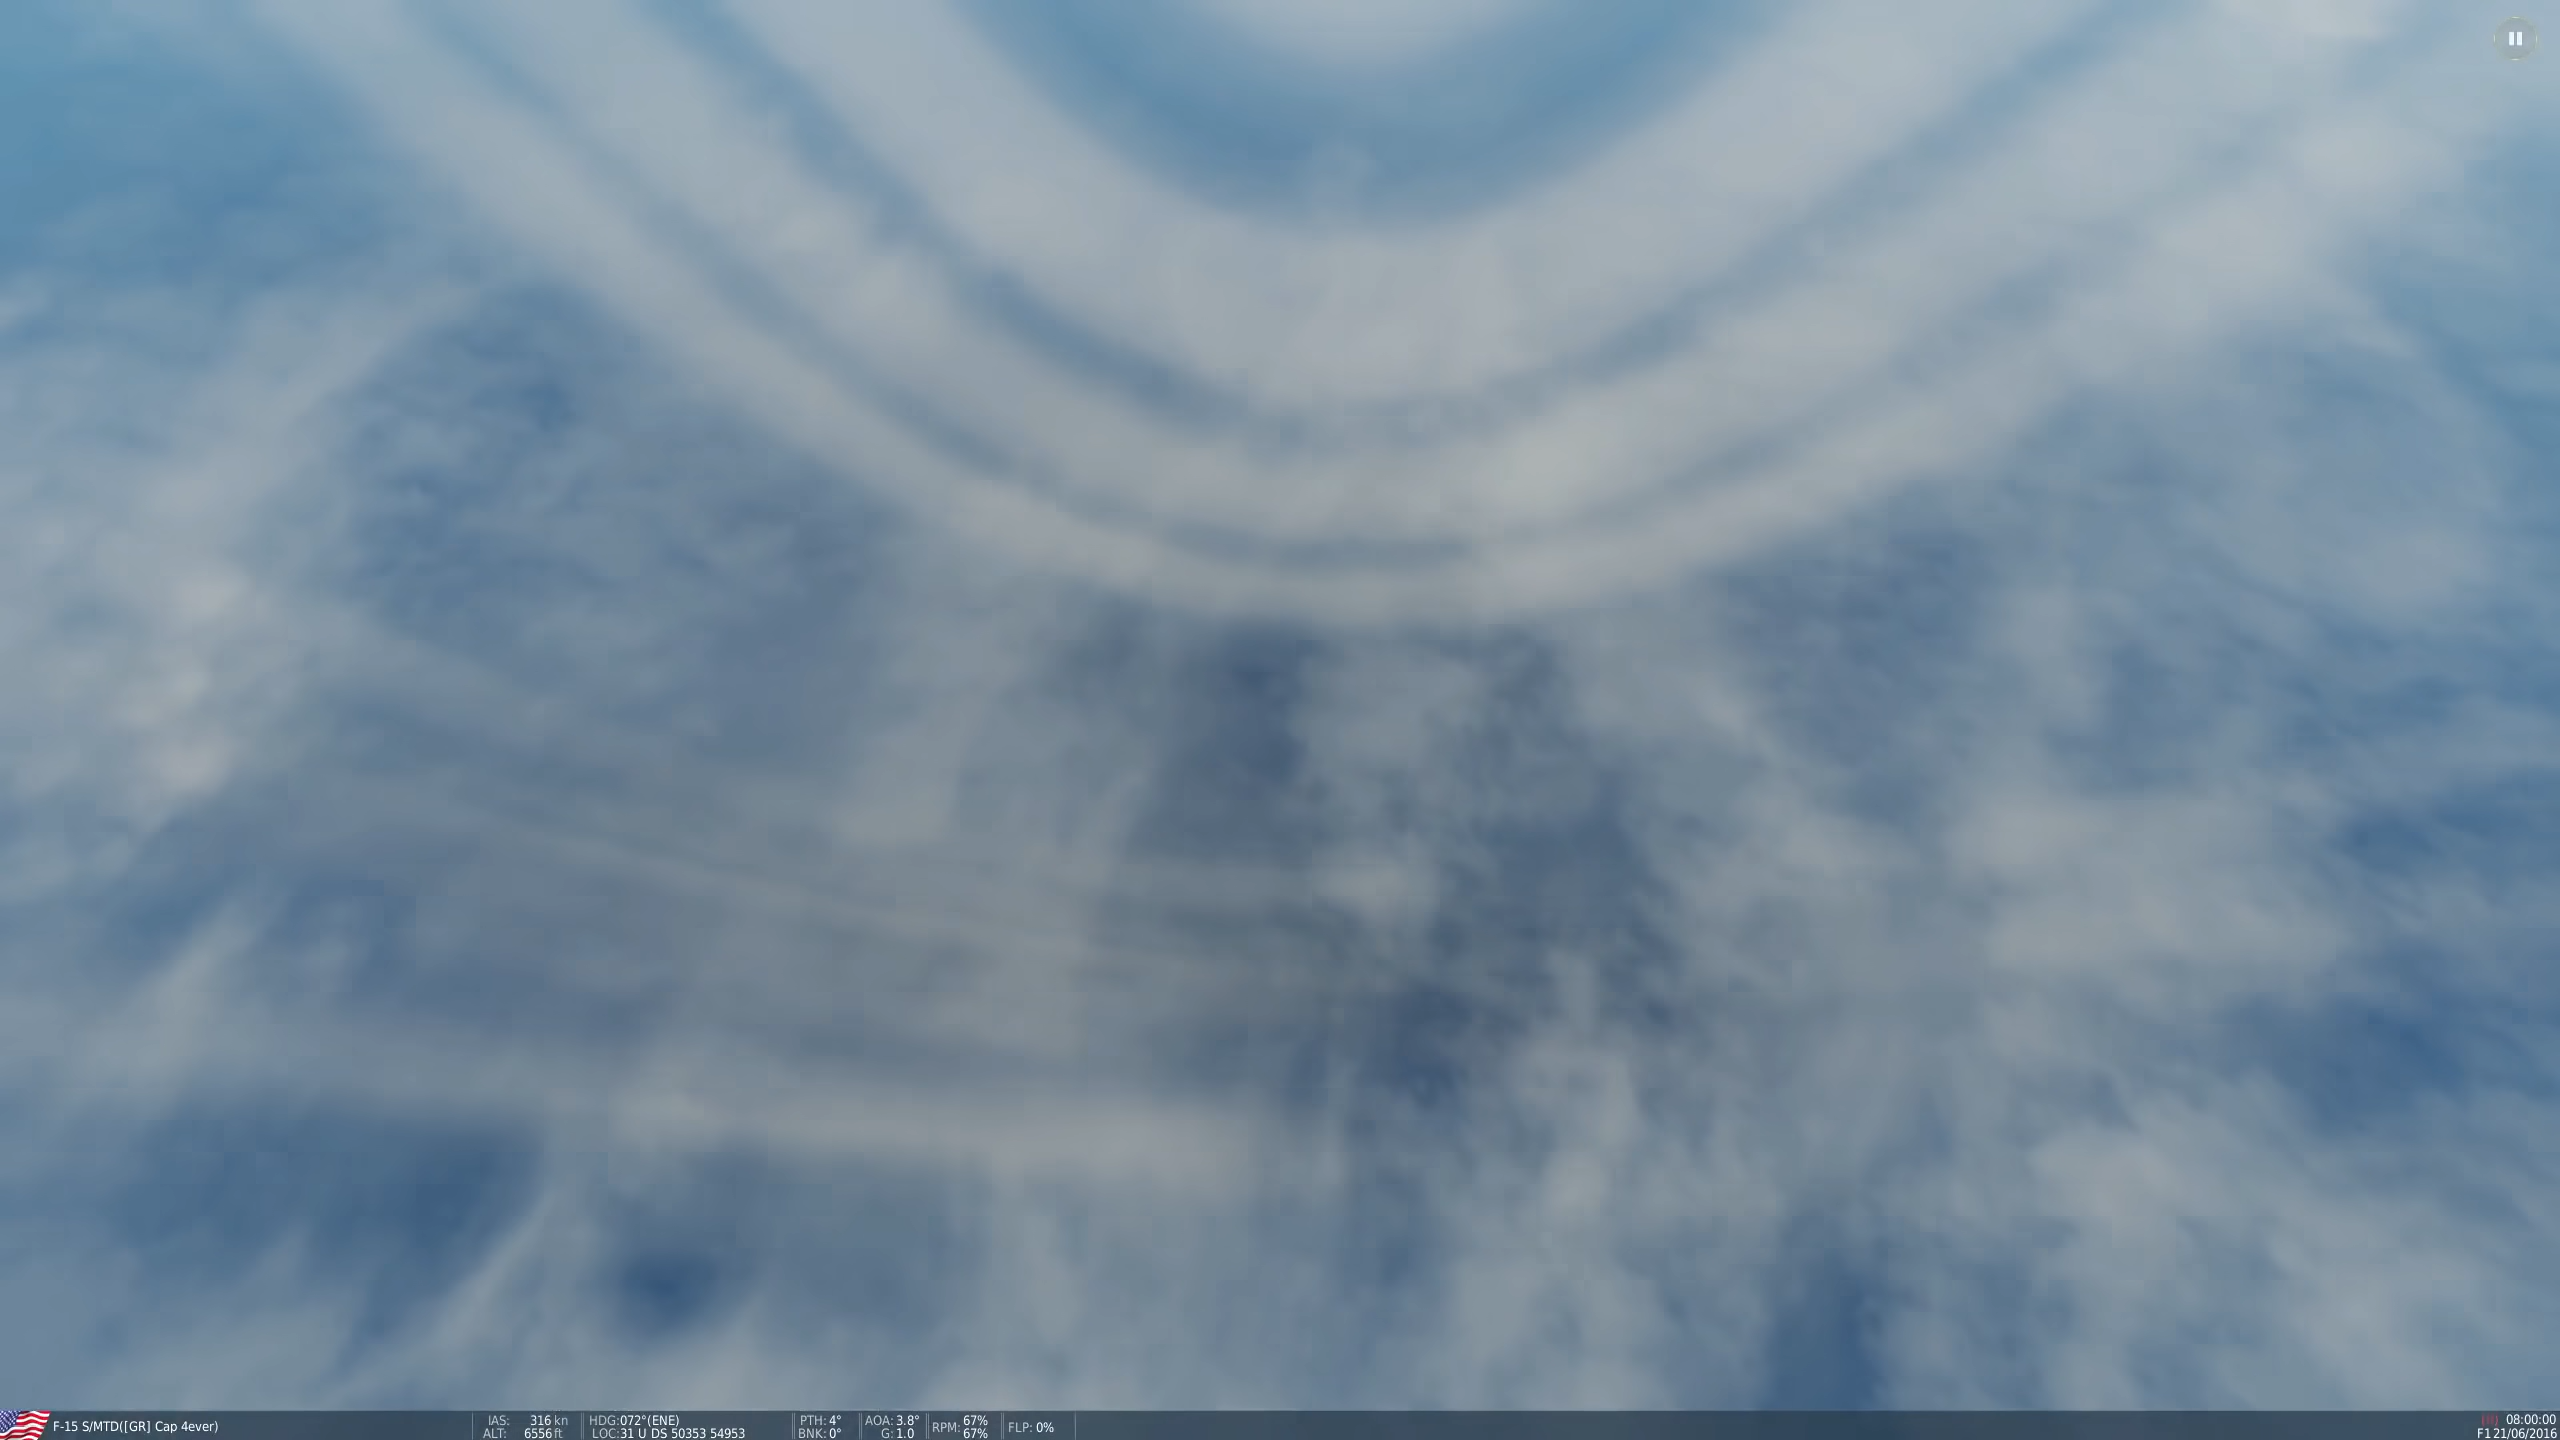 F-15 S/MTD([GR] Cap 4ever)
IAS: 316 kn
ALT: 6556 ft
HDG:072°(ENE)
LOC:31 U DS 50353 54953
PTH: 4°
BNK: 0°
AOA: 3.8°
G: 1.0
RPM: 67%
67%
FLP: 0%
08:00:00
F1 21/06/2016